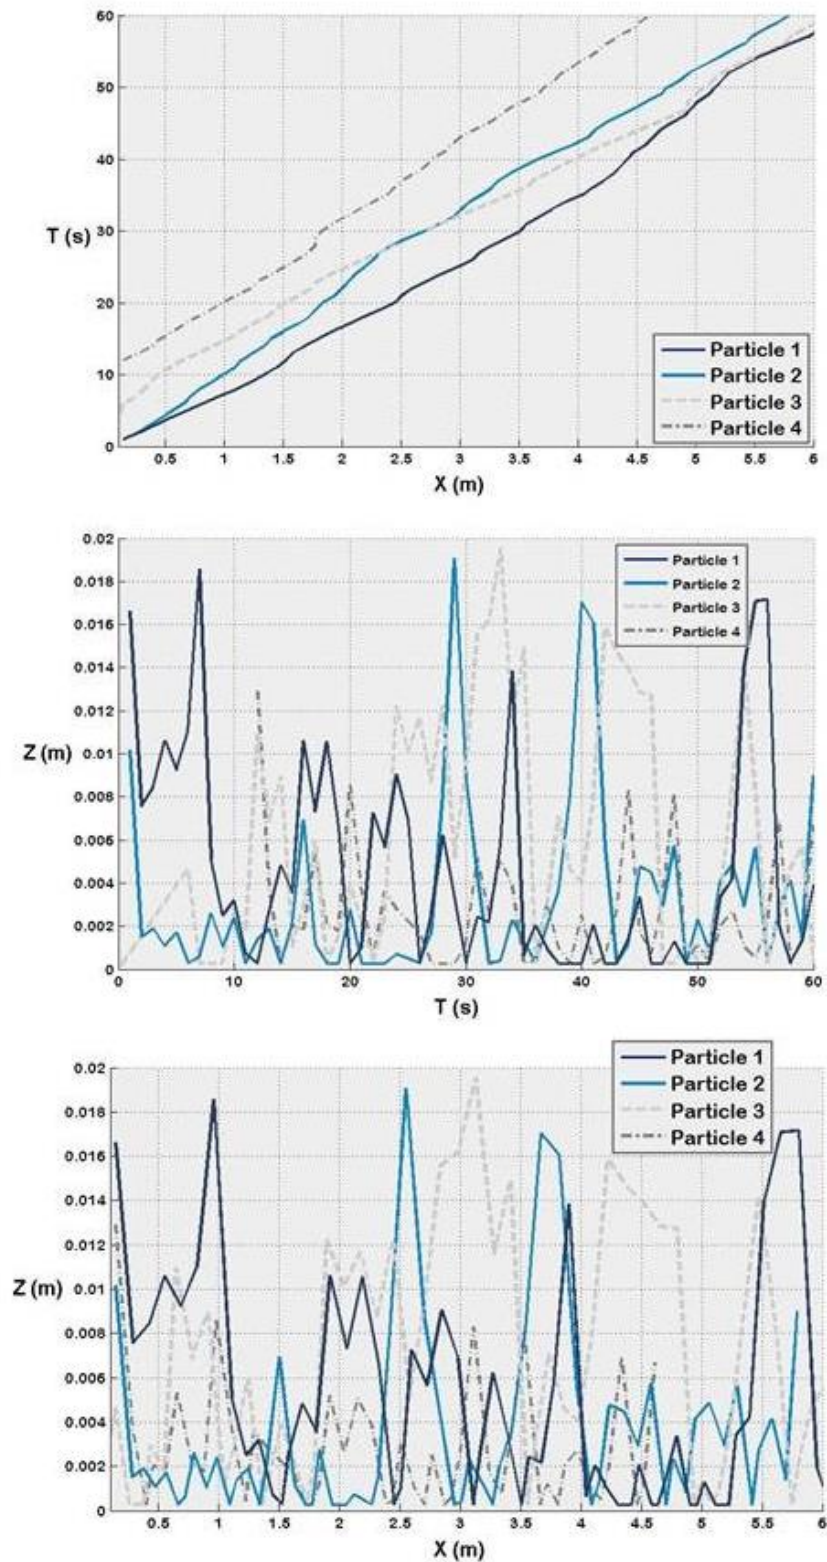 60
50
40
T (s)
30
20
10
0
0.5 1 1.5 2 2.5 3 3.5 4 4.5 5 5.5 6
X (m)
Particle 1
Particle 2
Particle 3
Particle 4
0.02
0.018
0.016
0.014
0.012
Z (m)
0.01
0.008
0.006
0.004
0.002
0
0 10 20 30 40 50 60
T (s)
Particle 1
Particle 2
Particle 3
Particle 4
0.02
0.018
0.016
0.014
0.012
Z (m)
0.01
0.008
0.006
0.004
0.002
0
0.5 1 1.5 2 2.5 3 3.5 4 4.5 5 5.5 6
X (m)
Particle 1
Particle 2
Particle 3
Particle 4